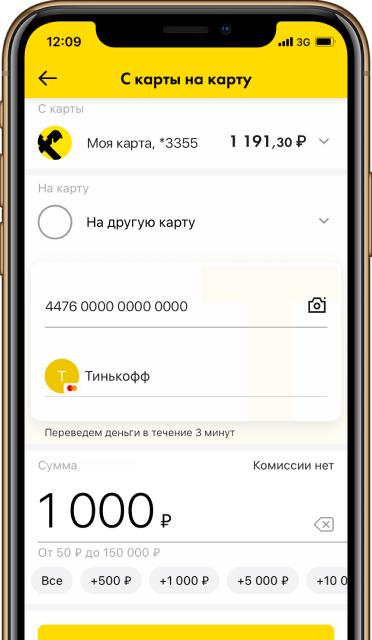 12:09
3G
С карты на карту
С карты
Моя карта, *3355
1 191,30 ₽
На карту
На другую карту
4476 0000 0000 0000
Т
Тинькофф
Переведем деньги в течение 3 минут
Сумма
Комиссии нет
1 000 ₽
От 50 ₽ до 150 000 ₽
Все
+500 ₽
+1 000 ₽
+5 000 ₽
+10 0